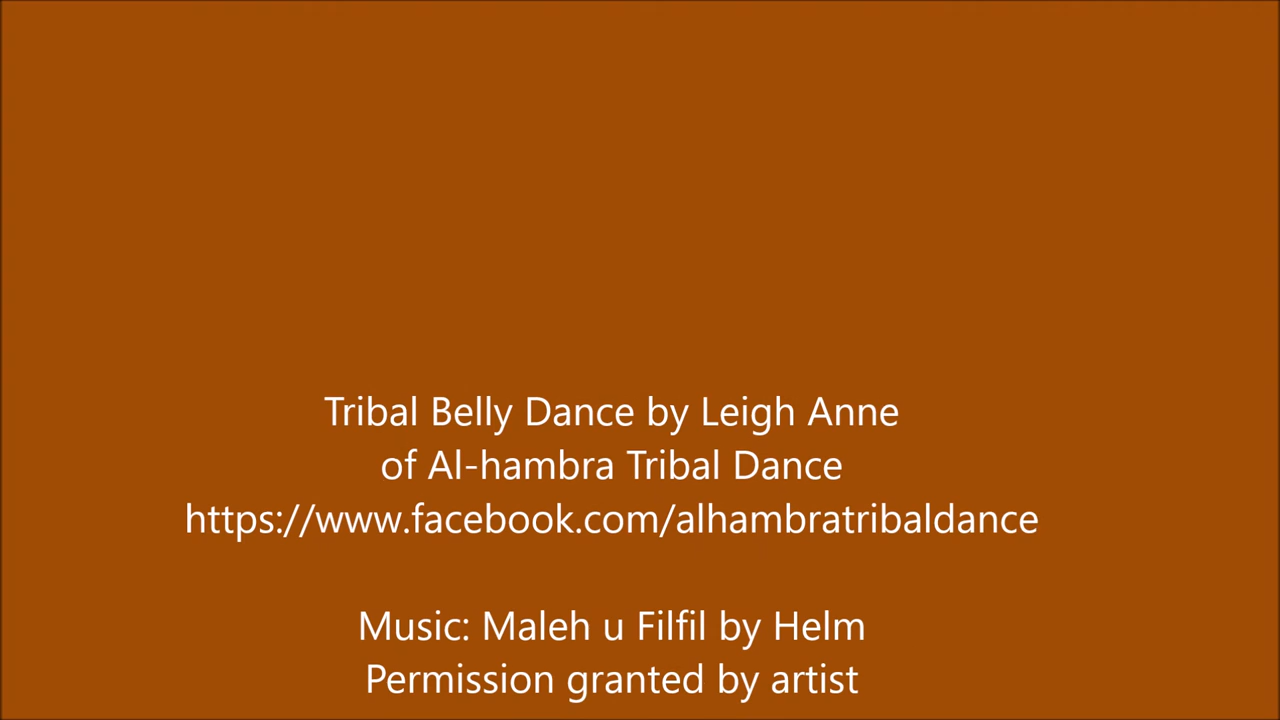 Tribal Belly Dance by Leigh Anne
of Al-hambra Tribal Dance
https://www.facebook.com/alhambratribaldance
Music: Maleh u Filfil by Helm
Permission granted by artist